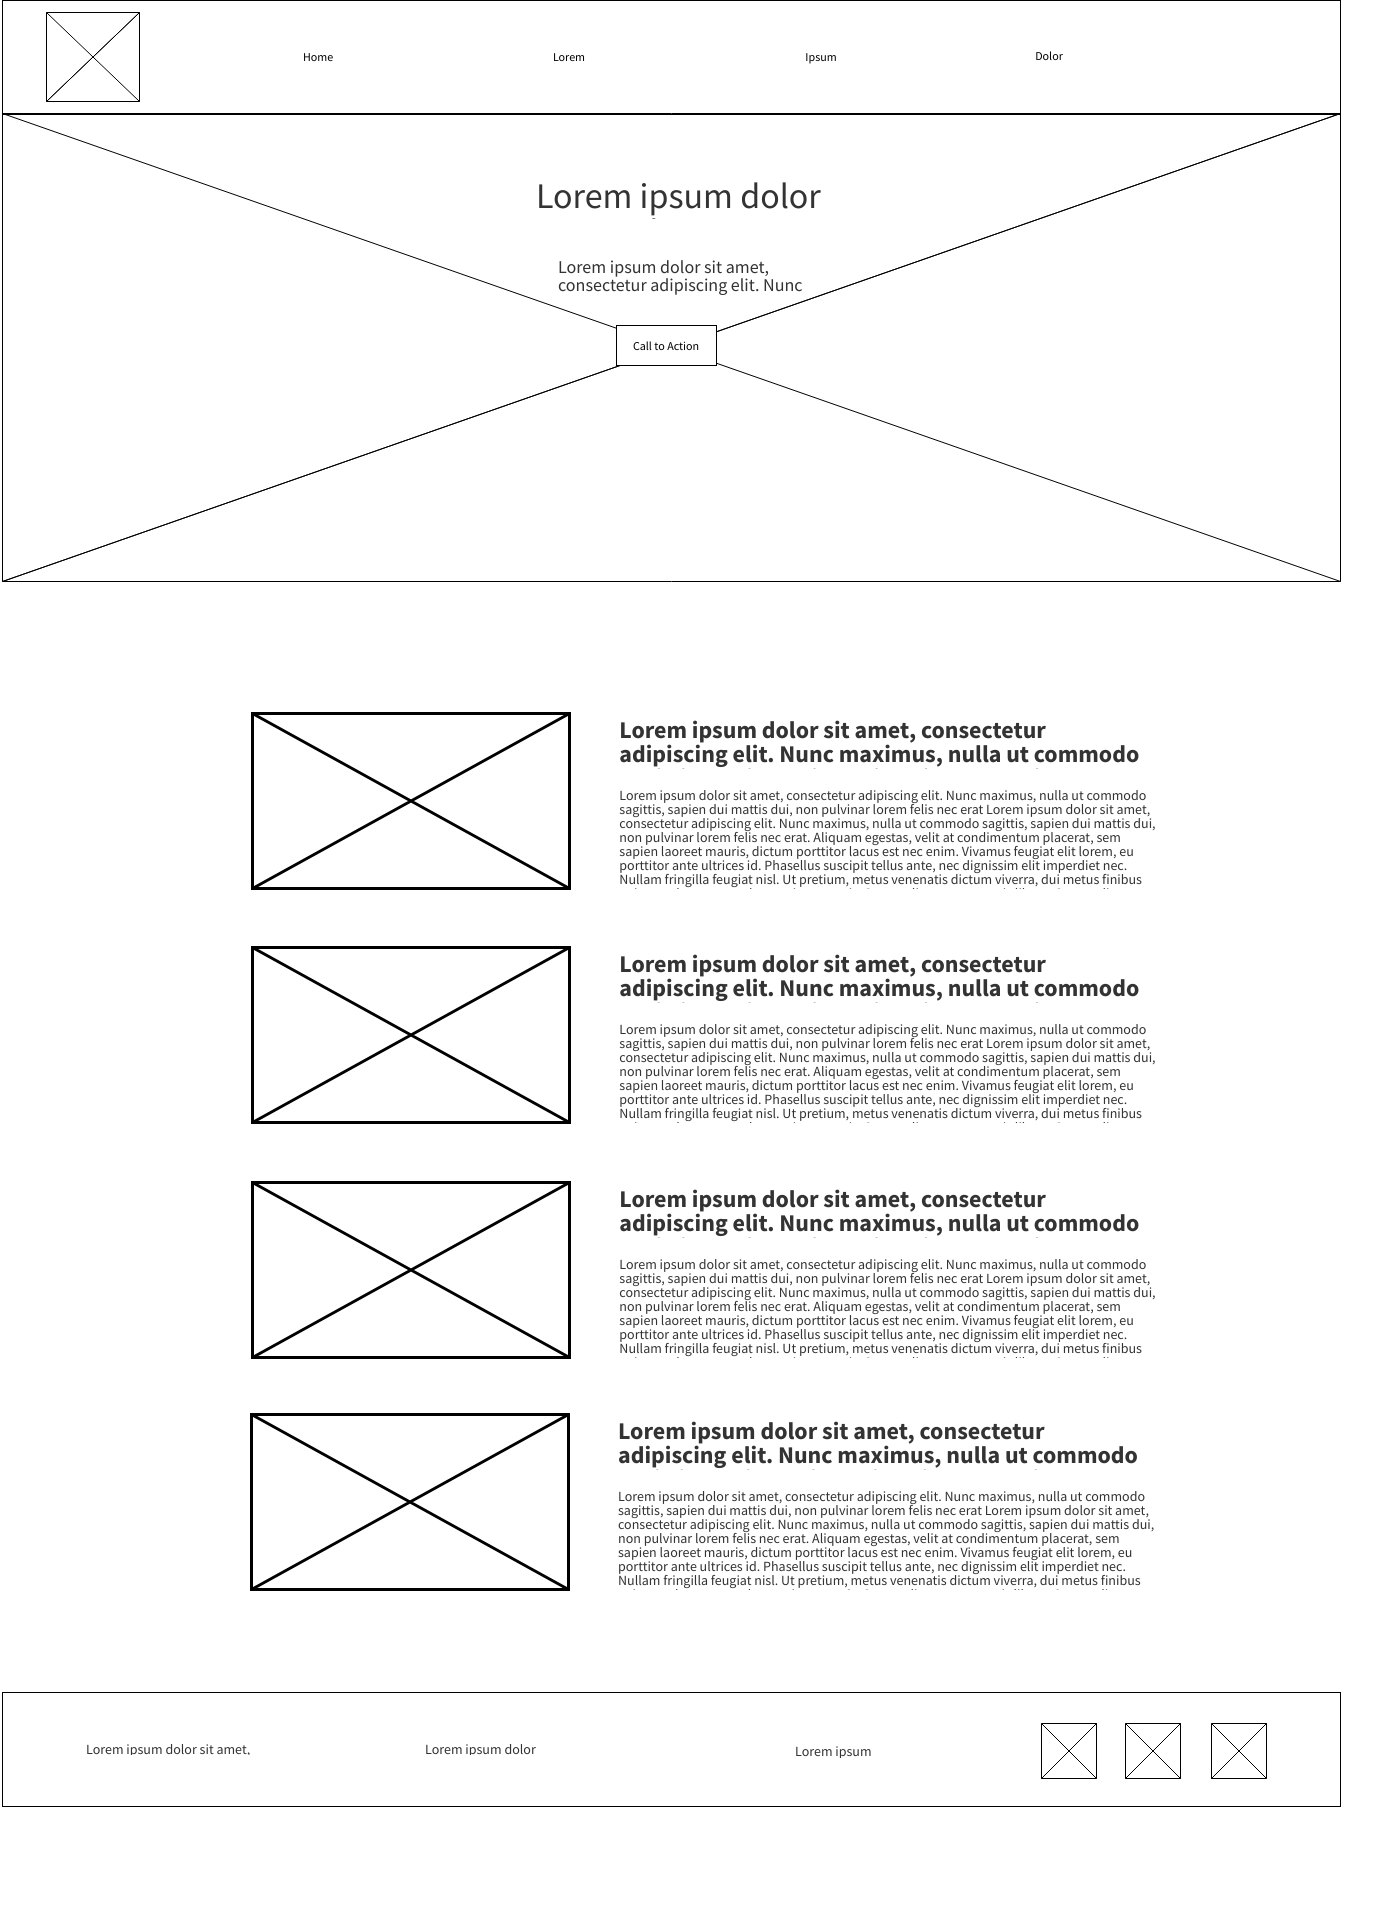 Home
Lorem
Ipsum
Dolor
Lorem ipsum dolor
Lorem ipsum dolor sit amet,
consectetur adipiscing elit. Nunc
Call to Action
Lorem ipsum dolor sit amet, consectetur
adipiscing elit. Nunc maximus, nulla ut commodo
Lorem ipsum dolor sit amet, consectetur adipiscing elit. Nunc maximus, nulla ut commodo
sagittis, sapien dui mattis dui, non pulvinar lorem felis nec erat Lorem ipsum dolor sit amet,
consectetur adipiscing elit. Nunc maximus, nulla ut commodo sagittis, sapien dui mattis dui,
non pulvinar lorem felis nec erat. Aliquam egestas, velit at condimentum placerat, sem
sapien laoreet mauris, dictum porttitor lacus est nec enim. Vivamus feugiat elit lorem, eu
porttitor ante ultrices id. Phasellus suscipit tellus ante, nec dignissim elit imperdiet nec.
Nullam fringilla feugiat nisl. Ut pretium, metus venenatis dictum viverra, dui metus finibus
Lorem ipsum dolor sit amet, consectetur
adipiscing elit. Nunc maximus, nulla ut commodo
Lorem ipsum dolor sit amet, consectetur adipiscing elit. Nunc maximus, nulla ut commodo
sagittis, sapien dui mattis dui, non pulvinar lorem felis nec erat Lorem ipsum dolor sit amet,
consectetur adipiscing elit. Nunc maximus, nulla ut commodo sagittis, sapien dui mattis dui,
non pulvinar lorem felis nec erat. Aliquam egestas, velit at condimentum placerat, sem
sapien laoreet mauris, dictum porttitor lacus est nec enim. Vivamus feugiat elit lorem, eu
porttitor ante ultrices id. Phasellus suscipit tellus ante, nec dignissim elit imperdiet nec.
Nullam fringilla feugiat nisl. Ut pretium, metus venenatis dictum viverra, dui metus finibus
Lorem ipsum dolor sit amet, consectetur
adipiscing elit. Nunc maximus, nulla ut commodo
Lorem ipsum dolor sit amet, consectetur adipiscing elit. Nunc maximus, nulla ut commodo
sagittis, sapien dui mattis dui, non pulvinar lorem felis nec erat Lorem ipsum dolor sit amet,
consectetur adipiscing elit. Nunc maximus, nulla ut commodo sagittis, sapien dui mattis dui,
non pulvinar lorem felis nec erat. Aliquam egestas, velit at condimentum placerat, sem
sapien laoreet mauris, dictum porttitor lacus est nec enim. Vivamus feugiat elit lorem, eu
porttitor ante ultrices id. Phasellus suscipit tellus ante, nec dignissim elit imperdiet nec.
Nullam fringilla feugiat nisl. Ut pretium, metus venenatis dictum viverra, dui metus finibus
Lorem ipsum dolor sit amet, consectetur
adipiscing elit. Nunc maximus, nulla ut commodo
Lorem ipsum dolor sit amet, consectetur adipiscing elit. Nunc maximus, nulla ut commodo
sagittis, sapien dui mattis dui, non pulvinar lorem felis nec erat Lorem ipsum dolor sit amet,
consectetur adipiscing elit. Nunc maximus, nulla ut commodo sagittis, sapien dui mattis dui,
non pulvinar lorem felis nec erat. Aliquam egestas, velit at condimentum placerat, sem
sapien laoreet mauris, dictum porttitor lacus est nec enim. Vivamus feugiat elit lorem, eu
porttitor ante ultrices id. Phasellus suscipit tellus ante, nec dignissim elit imperdiet nec.
Nullam fringilla feugiat nisl. Ut pretium, metus venenatis dictum viverra, dui metus finibus
Lorem ipsum dolor sit amet,
Lorem ipsum dolor
Lorem ipsum